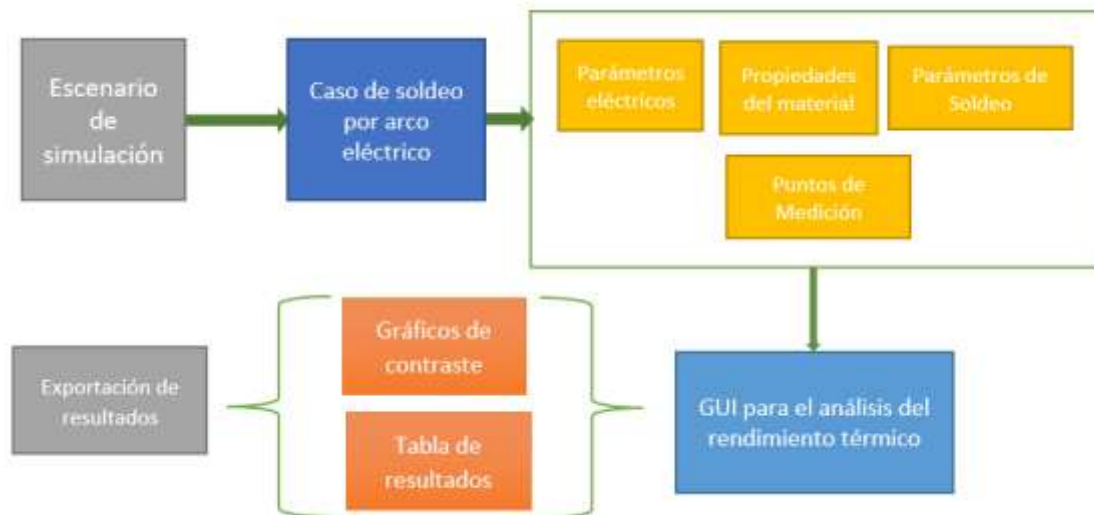 Escenario
de
simulación
Caso de soldeo
por arco
eléctrico
Parámetros
eléctricos
Propiedades
del material
Parámetros de
Soldeo
Puntos de
Medición
GUI para el análisis del
rendimiento térmico
Gráficos de
contraste
Tabla de
resultados
Exportación de
resultados